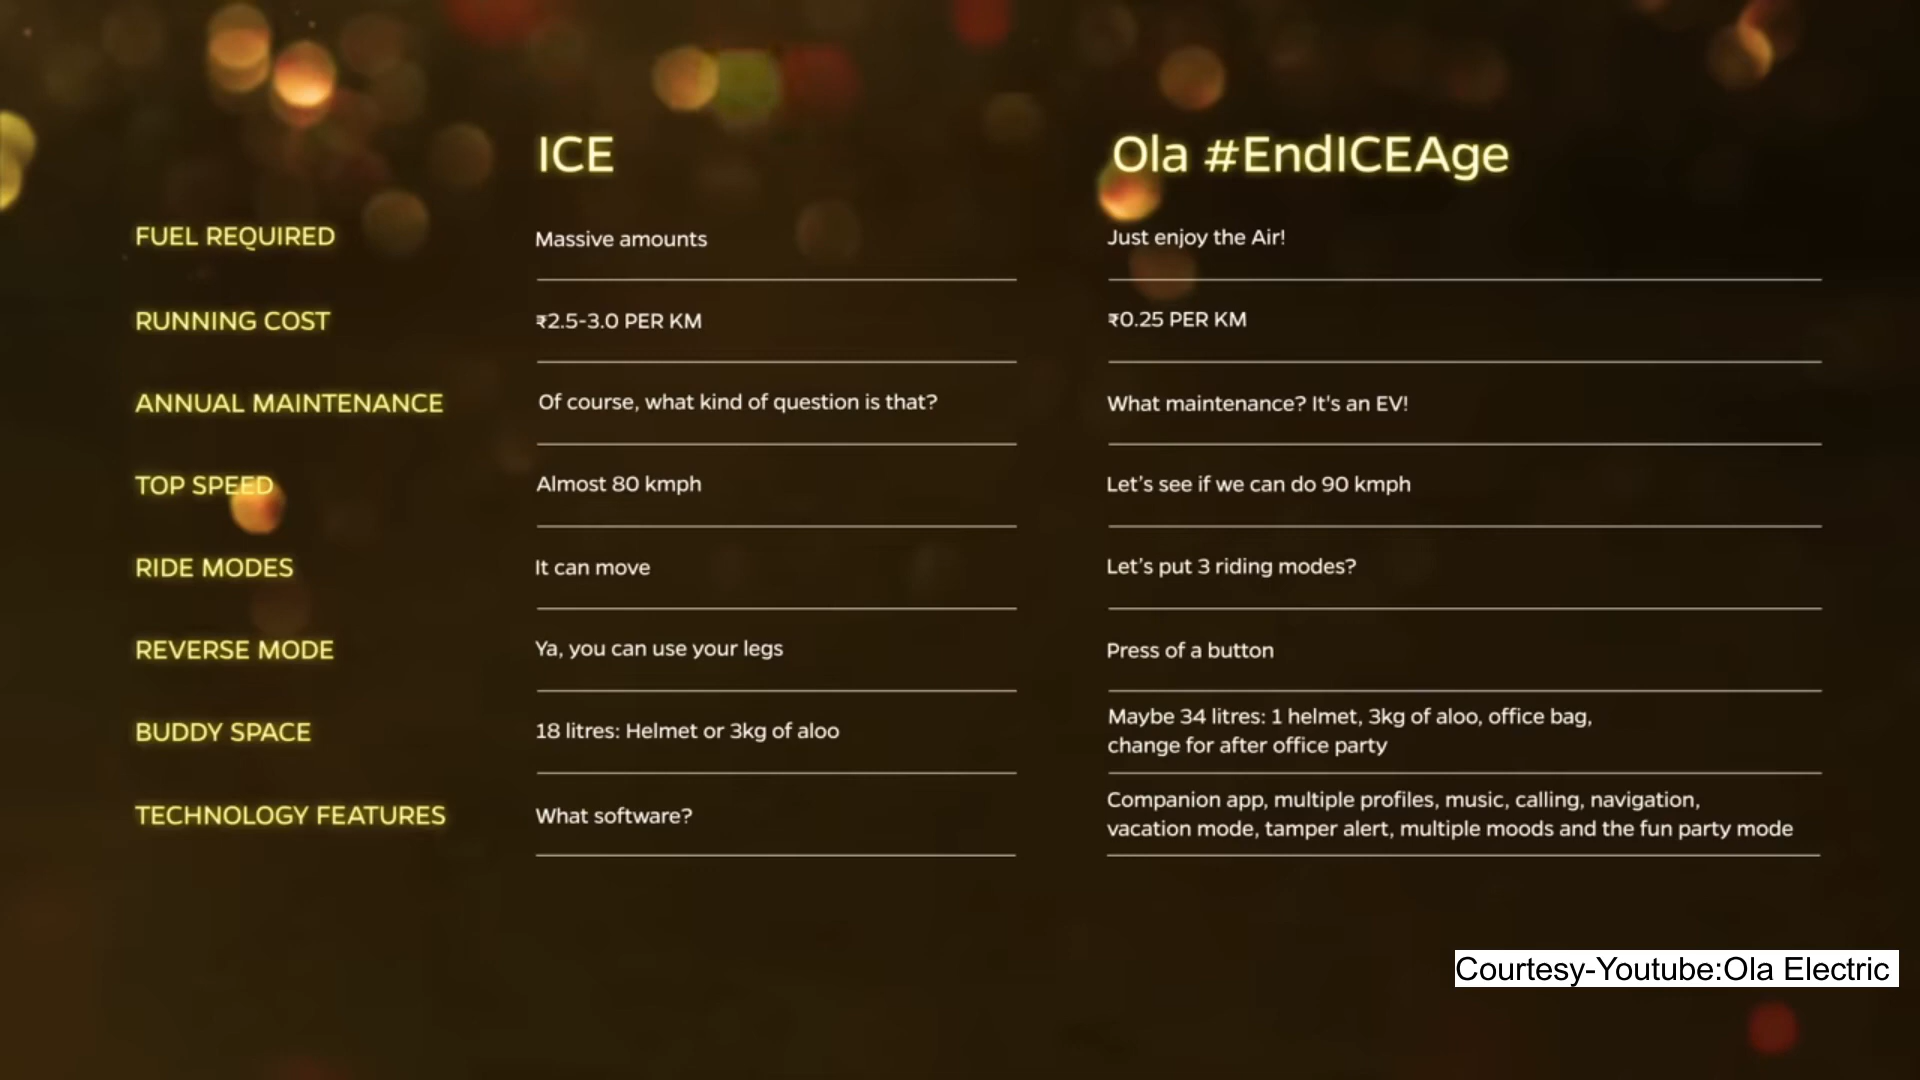 ICE
Ola #EndICEAge
FUEL REQUIRED
Massive amounts
Just enjoy the Air!
RUNNING COST
₹2.5-3.0 PER KM
₹0.25 PER KM
ANNUAL MAINTENANCE
Of course, what kind of question is that?
What maintenance? It's an EV!
TOP SPEED
Almost 80 kmph
Let's see if we can do 90 kmph
RIDE MODES
It can move
Let's put 3 riding modes?
REVERSE MODE
Ya, you can use your legs
Press of a button
BUDDY SPACE
18 litres: Helmet or 3kg of aloo
Maybe 34 litres: 1 helmet, 3kg of aloo, office bag,
change for after office party
TECHNOLOGY FEATURES
What software?
Companion app, multiple profiles, music, calling, navigation,
vacation mode, tamper alert, multiple moods and the fun party mode
Courtesy-Youtube:Ola Electric